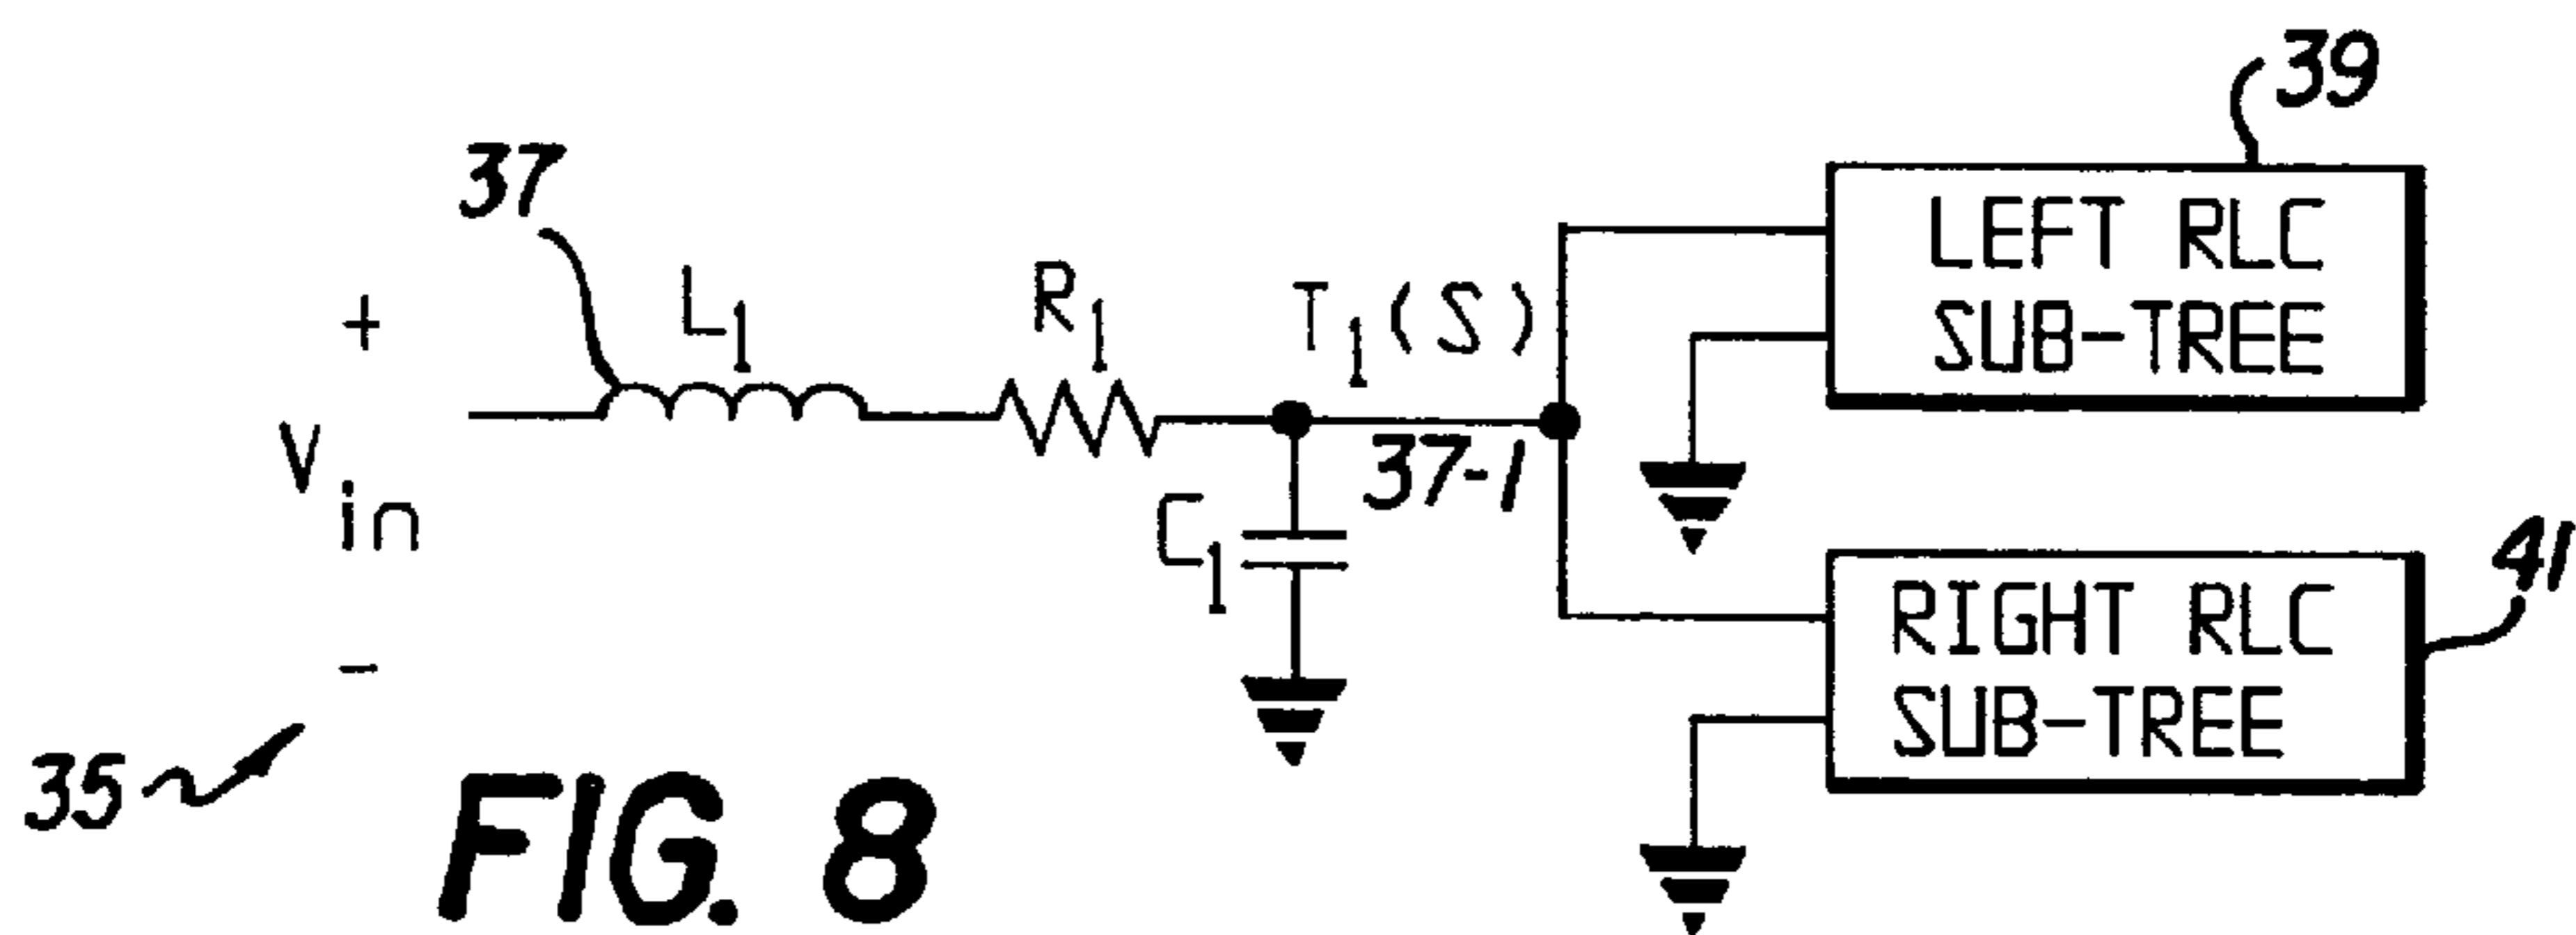 39
37
LEFT RLC
SUB-TREE
+
L1
R1
T1(S)
Vin
37-1
C1
41
RIGHT RLC
SUB-TREE
-
35
FIG. 8